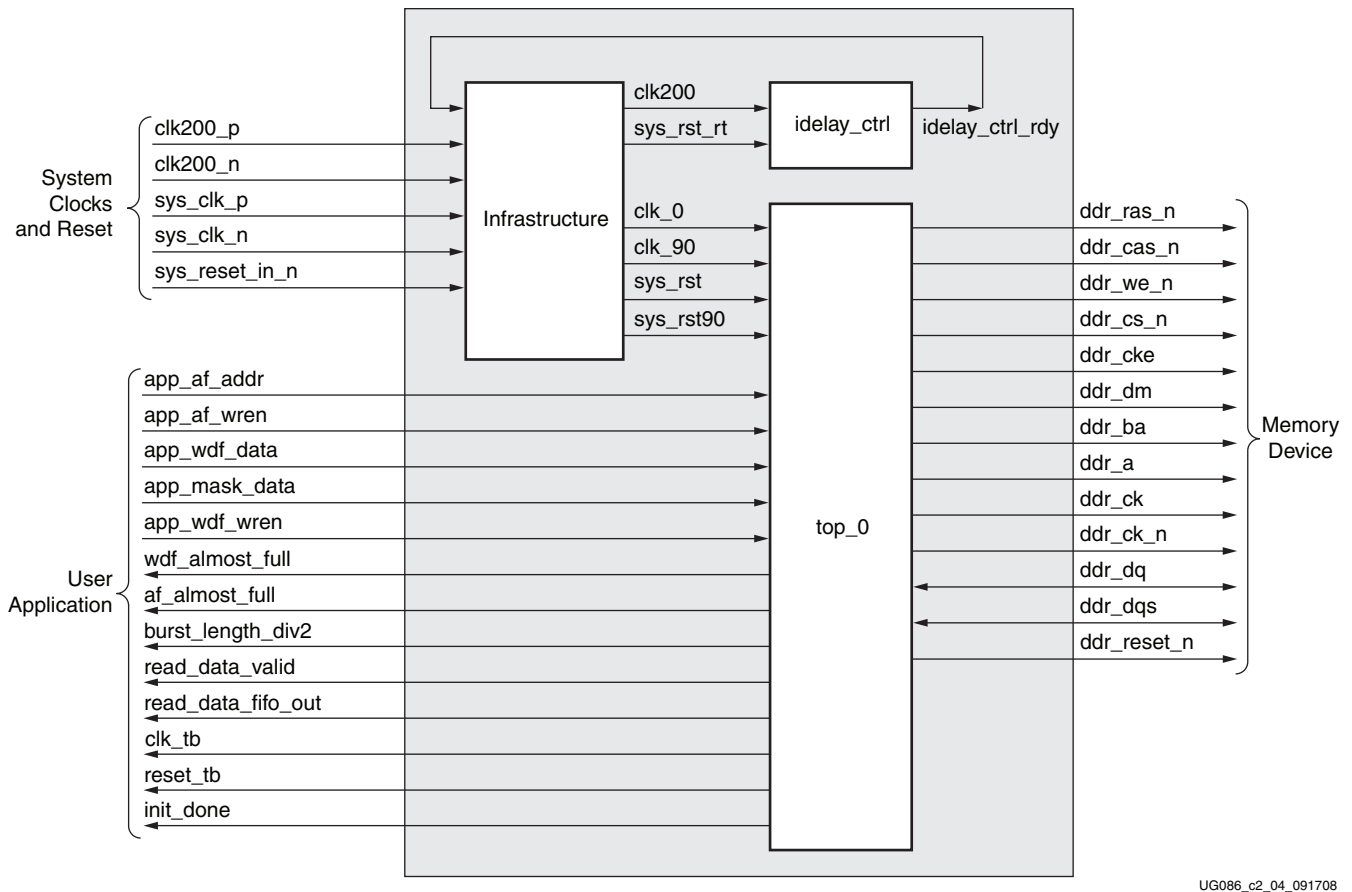 clk200
sys_rst_rt
idelay_ctrl
idelay_ctrl_rdy
System
Clocks
and Reset
clk200_p
clk200_n
sys_clk_p
sys_clk_n
sys_reset_in_n
Infrastructure
clk_0
clk_90
sys_rst
sys_rst90
User
Application
app_af_addr
app_af_wren
app_wdf_data
app_mask_data
app_wdf_wren
wdf_almost_full
af_almost_full
burst_length_div2
read_data_valid
read_data_fifo_out
clk_tb
reset_tb
init_done
top_0
ddr_ras_n
ddr_cas_n
ddr_we_n
ddr_cs_n
ddr_cke
ddr_dm
ddr_ba
ddr_a
ddr_ck
ddr_ck_n
ddr_dq
ddr_dqs
ddr_reset_n
Memory
Device
UG086_c2_04_091708